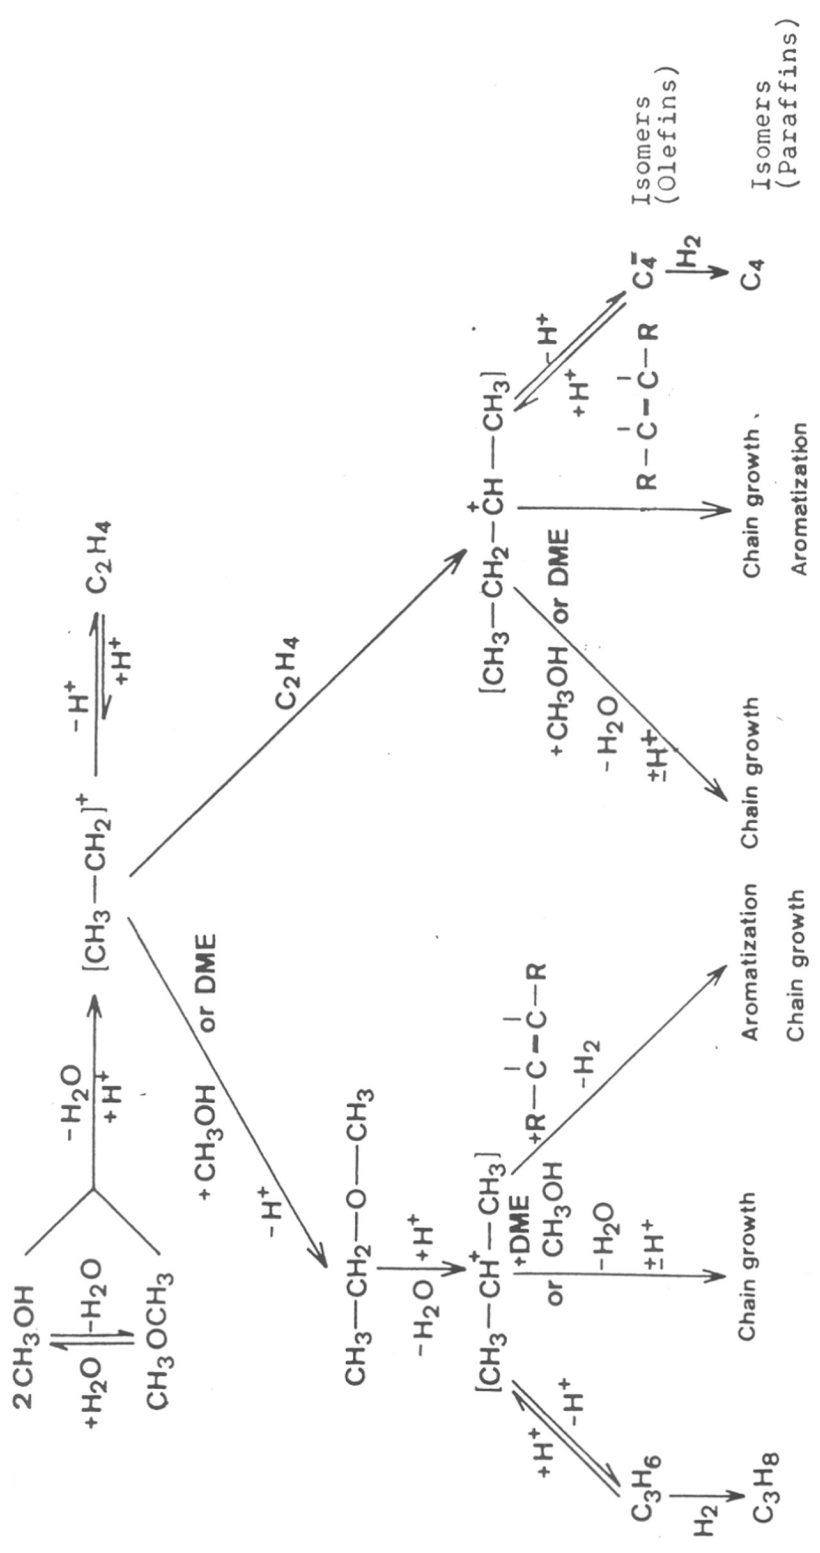 2CH3OH
+H2O
-H2O
CH3OCH3
-H2O
+H+
[CH3—CH2]+
-H+
+H+
C2H4
+CH3OH or DME
-H+
C2H4
CH3—CH2—O—CH3
-H2O
+H+
[CH3—CH+—CH3]
[CH3—CH2—CH+—CH3]
+H+
-H+
+DME
or CH3OH
-H2O
±H+
+R—C=C—R
-H2
+CH3OH or DME
-H2O
±H+
R—C=C—R
+H+
-H+
C3H6
H2
C3H8
Chain growth
Aromatization
Chain growth
Chain growth
Chain growth
Aromatization
C4=
Isomers
(Olefins)
H2
C4
Isomers
(Paraffins)